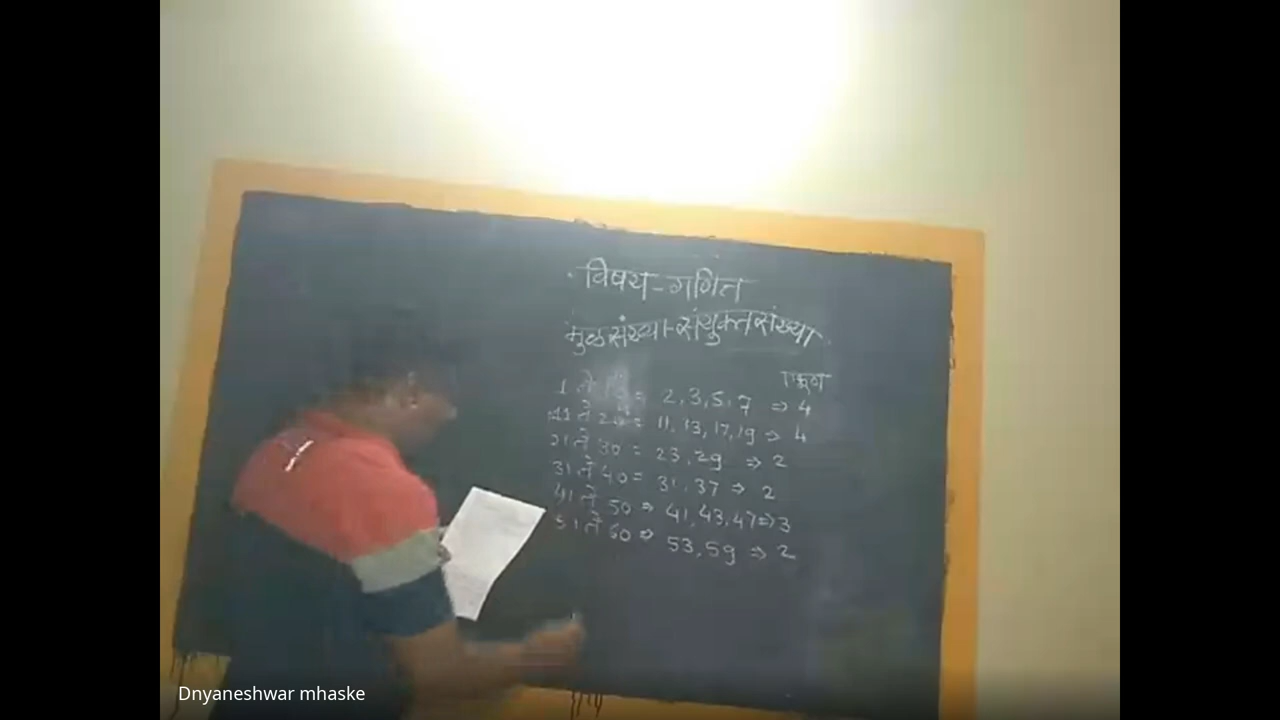 विषय-गणित
मुळसंख्या-संयुक्तसंख्या
एकूण
1 ते 10 = 2,3,5,7 ⇒ 4
11 ते 20 = 11,13,17,19 ⇒ 4
21 ते 30 = 23,29 ⇒ 2
31 ते 40 = 31,37 ⇒ 2
41 ते 50 ⇒ 41,43,47 ⇒ 3
51 ते 60 ⇒ 53,59 ⇒ 2
Dnyaneshwar mhaske